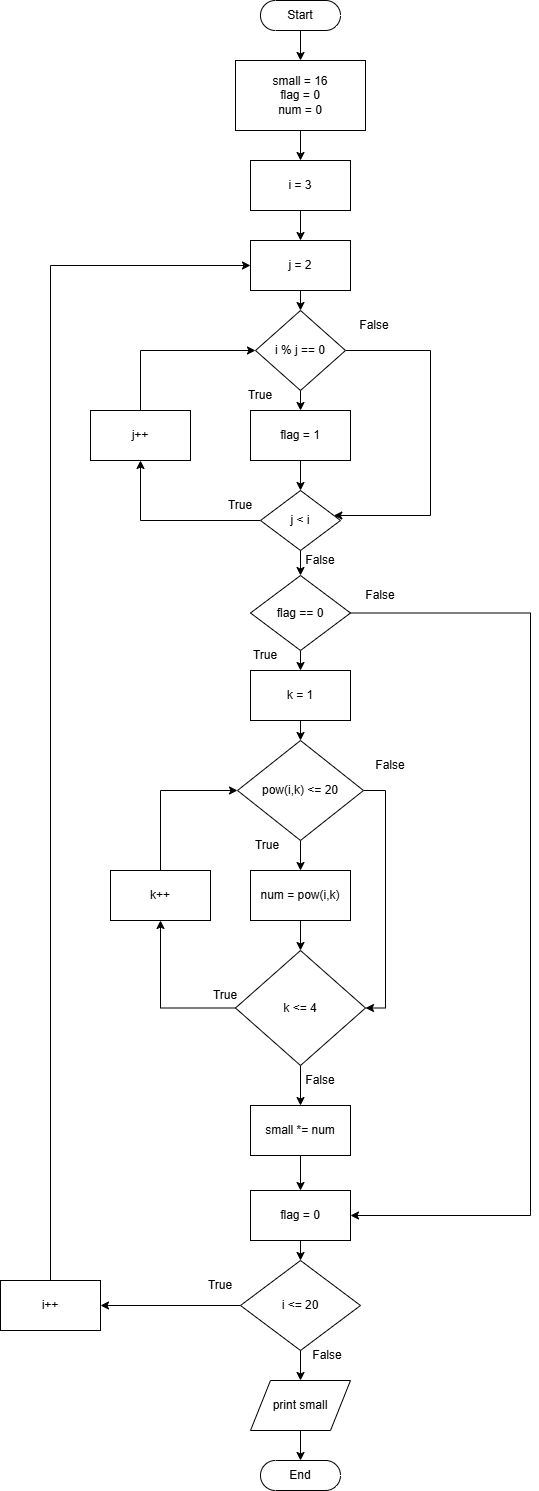 Start
small = 16
flag = 0
num = 0
i = 3
j = 2
i % j == 0
False
True
flag = 1
j++
True
j < i
False
flag == 0
False
True
k = 1
pow(i,k) <= 20
False
True
num = pow(i,k)
k++
True
k <= 4
False
small *= num
flag = 0
True
i <= 20
i++
False
print small
End